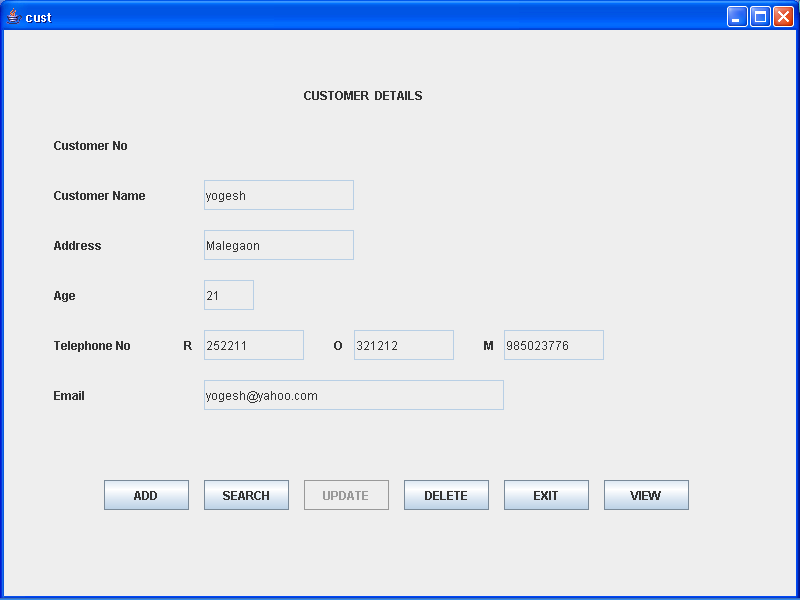 cust
CUSTOMER DETAILS
Customer No
Customer Name yogesh
Address Malegaon
Age 21
Telephone No R 252211 O 321212 M 985023776
Email yogesh@yahoo.com
ADD SEARCH UPDATE DELETE EXIT VIEW